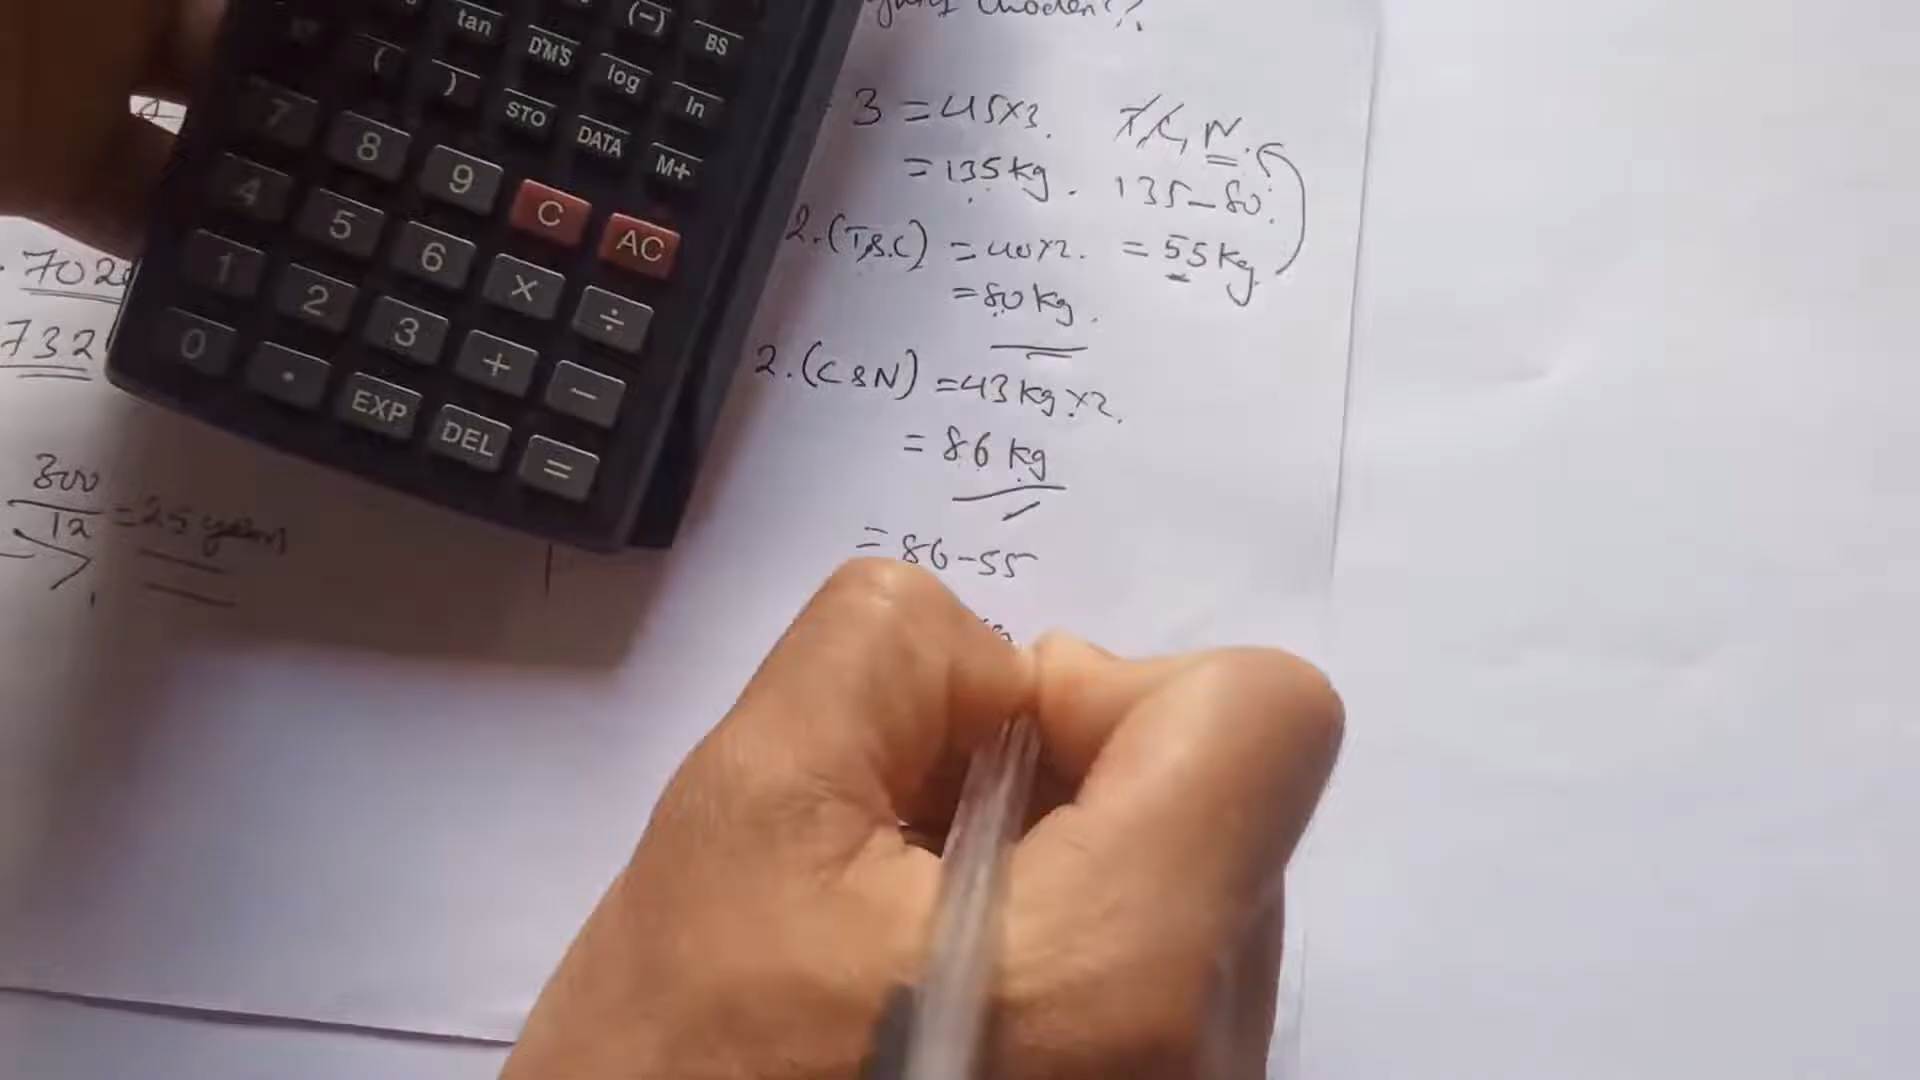 Choden?
3 = 45×3.
= 135 kg.
T, C, N.
135 - 80.
= 55 kg.
2. (T&C) = 40×2.
= 80 kg.
2. (C&N) = 43 kg × 2.
= 86 kg
= 86 - 55
702
732
300
12
= 25 years
tan
(-)
BS
(
)
D°M'S
log
ln
STO
DATA
M+
7
8
9
C
AC
4
5
6
×
÷
1
2
3
+
−
0
.
EXP
DEL
=